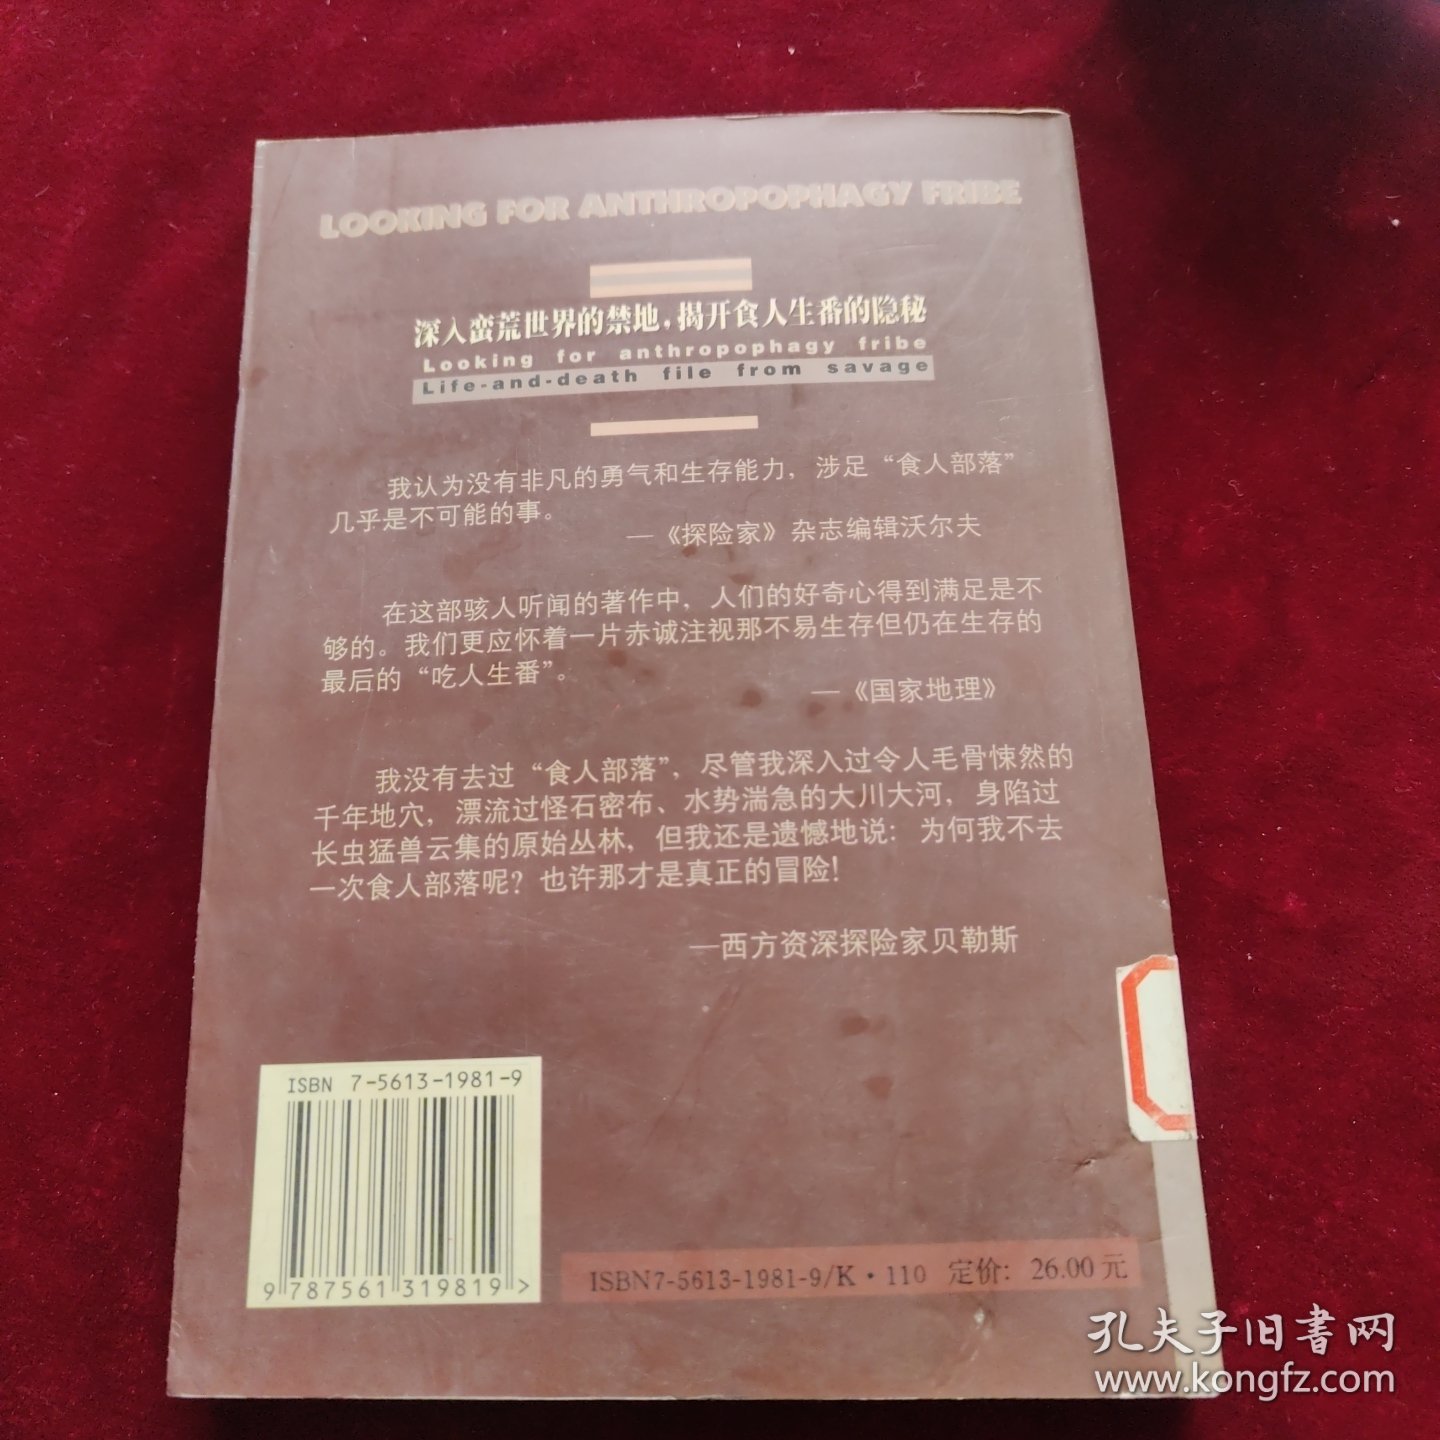 LOOKING FOR ANTHROPOPHAGY FRIBE
深入蛮荒世界的禁地，揭开食人生番的隐秘
Looking for anthropophagy fribe
Life-and-death file from savage
我认为没有非凡的勇气和生存能力，涉足“食人部落”
几乎是不可能的事。
—《探险家》杂志编辑沃尔夫
在这部骇人听闻的著作中，人们的好奇心得到满足是不
够的。我们更应怀着一片赤诚注视那不易生存但仍在生存的
最后的“吃人生番”。
—《国家地理》
我没有去过“食人部落”，尽管我深入过令人毛骨悚然的
千年地穴，漂流过怪石密布、水势湍急的大川大河，身陷过
长虫猛兽云集的原始丛林，但我还是遗憾地说：为何我不去
一次食人部落呢？也许那才是真正的冒险！
—西方资深探险家贝勒斯
ISBN 7-5613-1981-9
9 787561 319819 >
ISBN7-5613-1981-9/K·110 定价：26.00元
孔夫子旧书网
www.kongfz.com